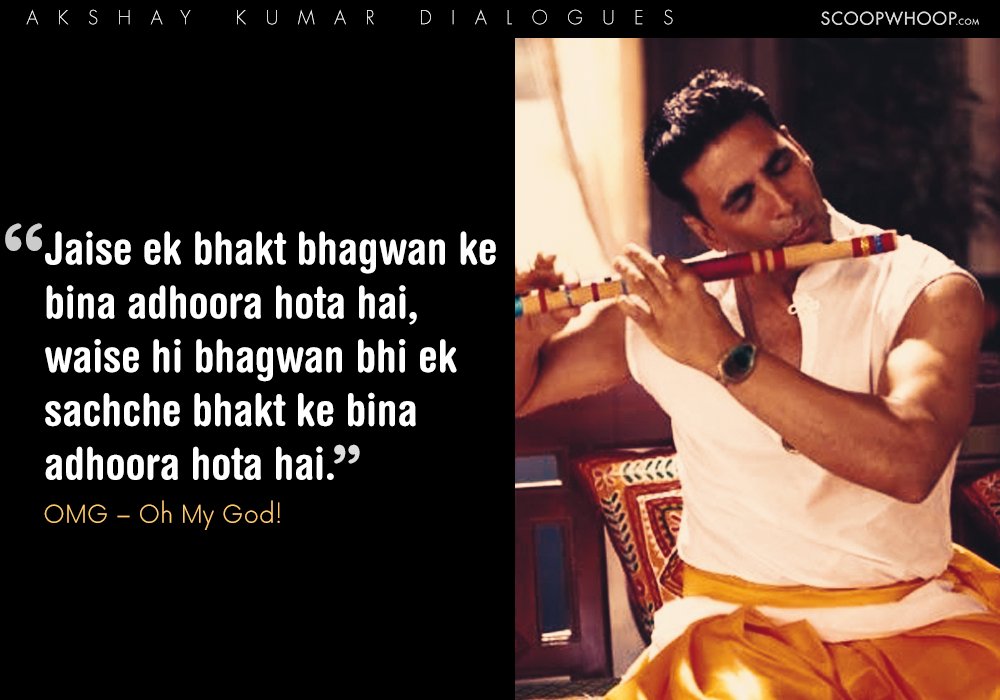 AKSHAY KUMAR DIALOGUES
SCOOPWHOOP.COM
“Jaise ek bhakt bhagwan ke
bina adhoora hota hai,
waise hi bhagwan bhi ek
sachche bhakt ke bina
adhoora hota hai.”
OMG – Oh My God!